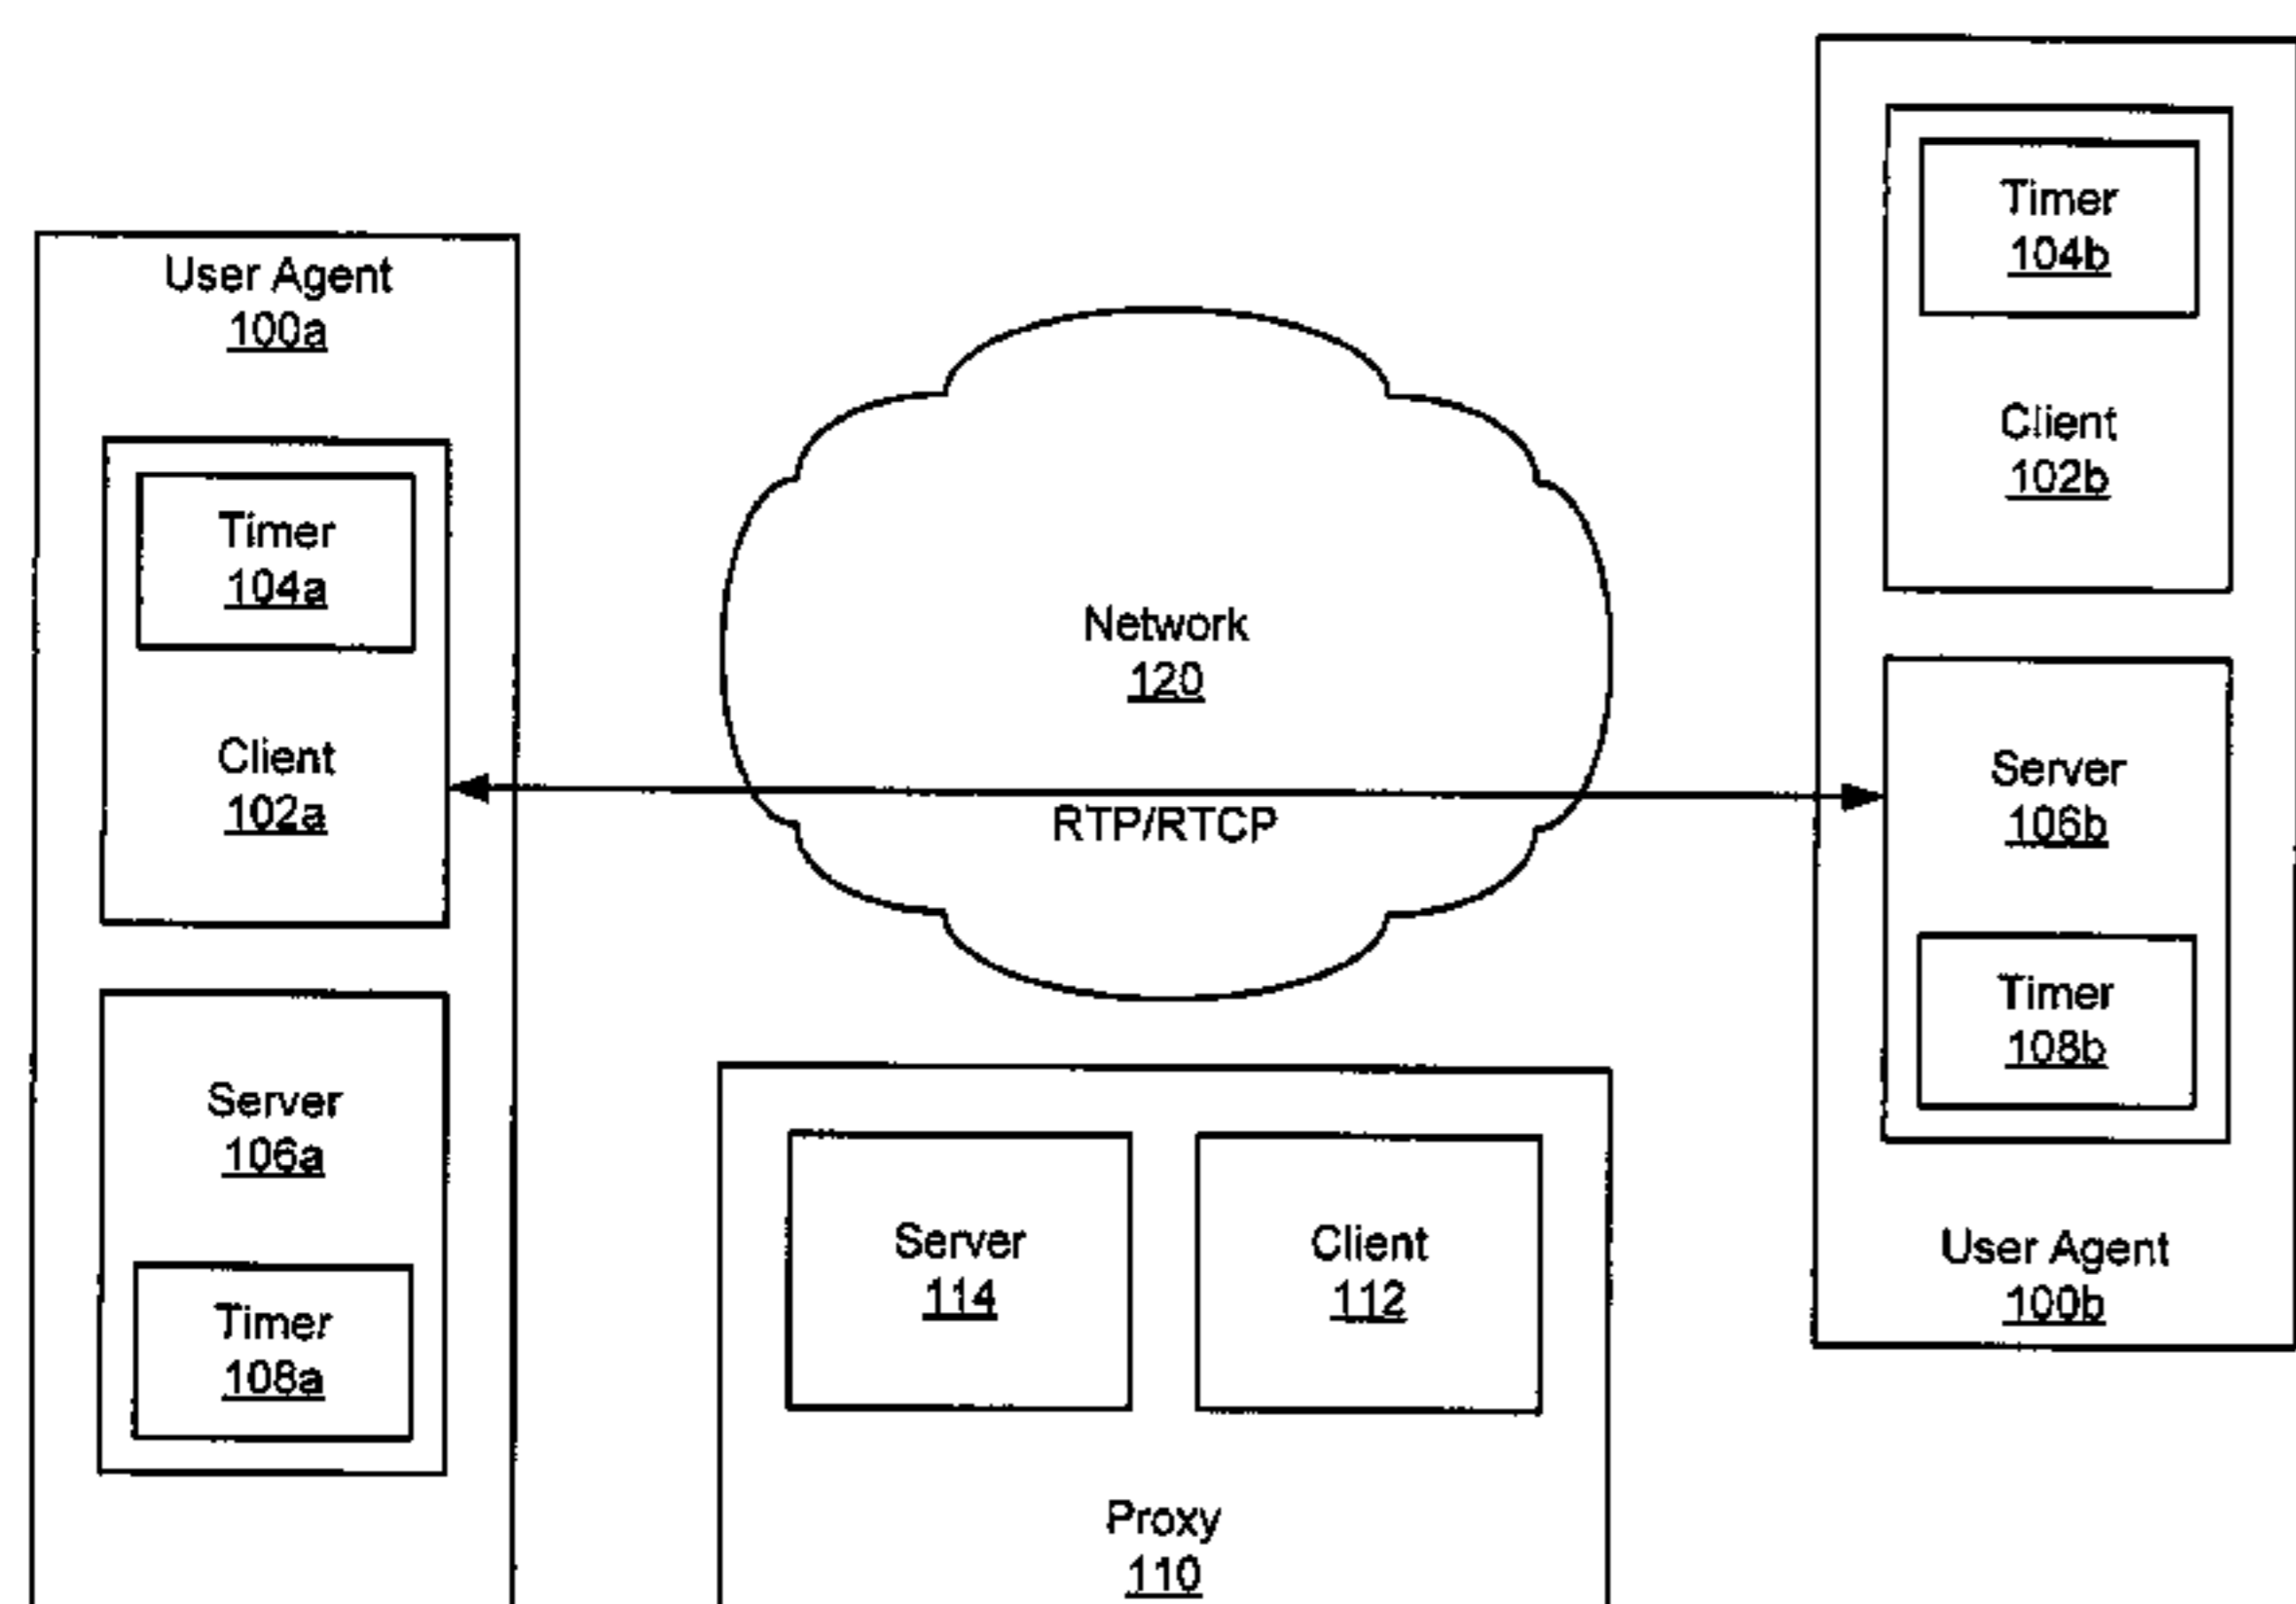 User Agent
100a
Timer
104a
Client
102a
Server
106a
Timer
108a
Network
120
RTP/RTCP
Server
114
Client
112
Proxy
110
Timer
104b
Client
102b
Server
106b
Timer
108b
User Agent
100b